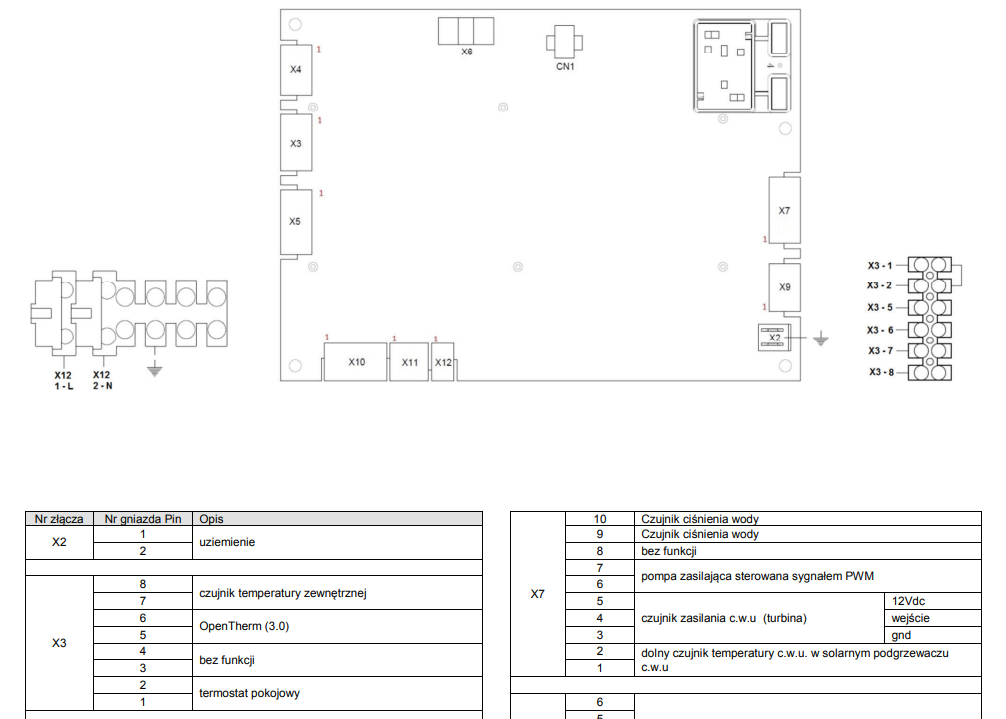 X6
CN1
1
X4
1
X3
1
X5
4
X7
1
X9
1
X2
1
X10
1
X11
1
X12
X12
1 - L
X12
2 - N
X3 - 1
X3 - 2
X3 - 5
X3 - 6
X3 - 7
X3 - 8
Nr złącza Nr gniazda Pin Opis
X2
1
2
uziemienie
X3
8
7
czujnik temperatury zewnętrznej
6
5
OpenTherm (3.0)
4
3
bez funkcji
2
1
termostat pokojowy
X7
10 Czujnik ciśnienia wody
9 Czujnik ciśnienia wody
8 bez funkcji
7
6
pompa zasilająca sterowana sygnałem PWM
5
4
3
czujnik zasilania c.w.u (turbina)
12Vdc
wejście
gnd
2
1
dolny czujnik temperatury c.w.u. w solarnym podgrzewaczu
c.w.u
6
5